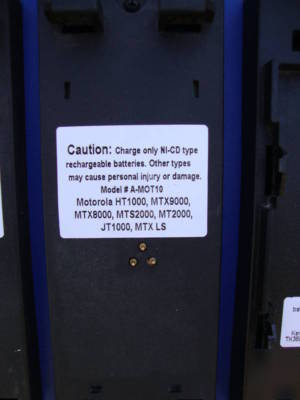 Caution: Charge only NI-CD type
rechargeable batteries. Other types
may cause personal injury or damage.
Model # A-MOT10
Motorola HT1000, MTX9000,
MTX8000, MTS2000, MT2000,
JT1000, MTX LS